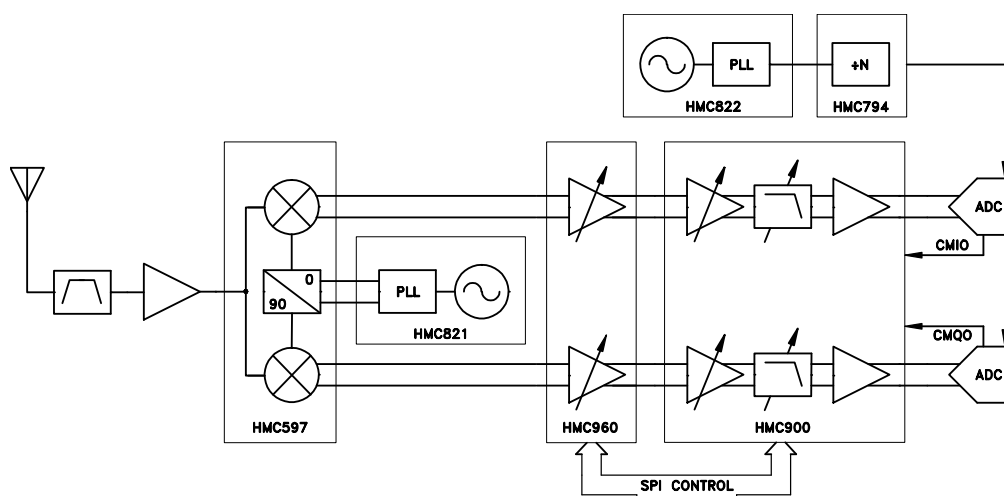 PLL
÷N
HMC822
HMC794
ADC
CMIO
0
90
PLL
HMC821
CMQO
ADC
HMC597
HMC960
HMC900
SPI CONTROL